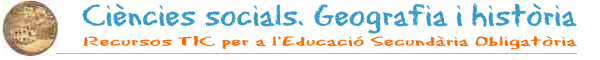 Ciències socials. Geografia i història
Recursos TIC per a l'Educació Secundària Obligatòria